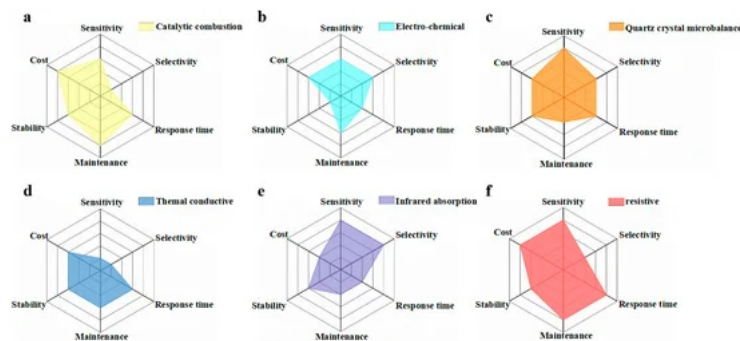 a
Sensitivity
Catalytic combustion
Cost
Selectivity
Stability
Response time
Maintenance
b
Sensitivity
Electro-chemical
Cost
Selectivity
Stability
Response time
Maintenance
c
Sensitivity
Quartz crystal microbalance
Cost
Selectivity
Stability
Response time
Maintenance
d
Sensitivity
Themal conductive
Cost
Selectivity
Stability
Response time
Maintenance
e
Sensitivity
Infrared absorption
Cost
Selectivity
Stability
Response time
Maintenance
f
Sensitivity
resistive
Cost
Selectivity
Stability
Response time
Maintenance